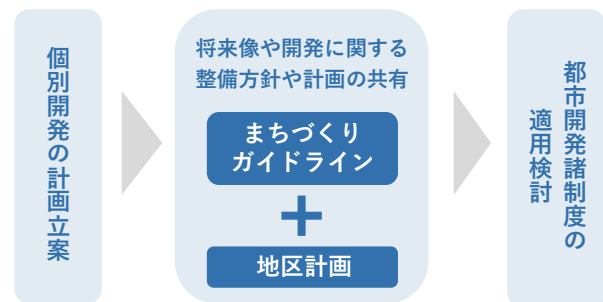 個別開発の計画立案
将来像や開発に関する
整備方針や計画の共有
まちづくり
ガイドライン
+
地区計画
都市開発諸制度の
適用検討